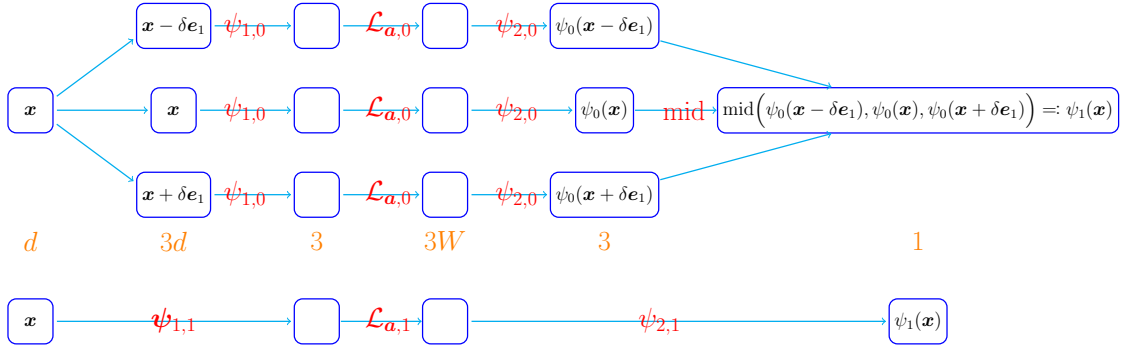 𝒙 − δ𝒆₁ ψ₁,₀ 𝓛𝒂,₀ ψ₂,₀ ψ₀(𝒙 − δ𝒆₁)
𝒙 𝒙 ψ₁,₀ 𝓛𝒂,₀ ψ₂,₀ ψ₀(𝒙) mid mid(ψ₀(𝒙 − δ𝒆₁), ψ₀(𝒙), ψ₀(𝒙 + δ𝒆₁)) =: ψ₁(𝒙)
𝒙 + δ𝒆₁ ψ₁,₀ 𝓛𝒂,₀ ψ₂,₀ ψ₀(𝒙 + δ𝒆₁)
d 3d 3 3W 3 1
𝒙 𝝍₁,₁ 𝓛𝒂,₁ ψ₂,₁ ψ₁(𝒙)